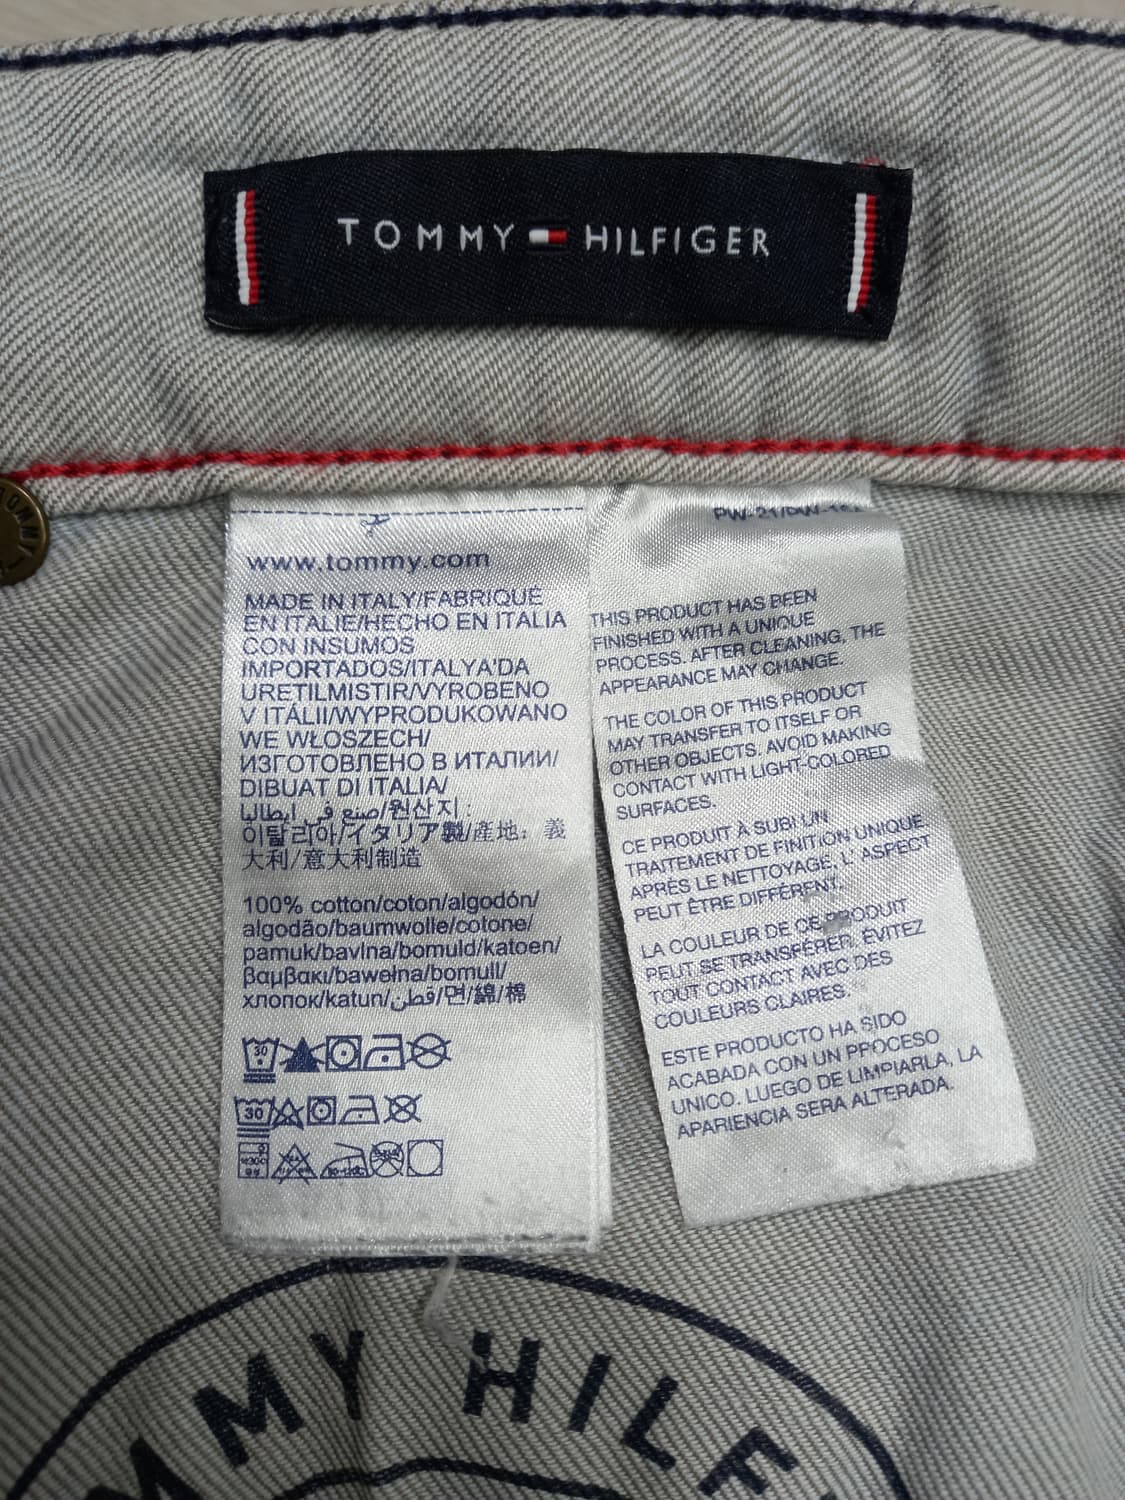 TOMMY HILFIGER
TOMMY
www.tommy.com
MADE IN ITALY/FABRIQUÉ
EN ITALIE/HECHO EN ITALIA
CON INSUMOS
IMPORTADOS/ITALYA'DA
URETILMISTIR/VYROBENO
V ITÁLII/WYPRODUKOWANO
WE WŁOSZECH/
ИЗГОТОВЛЕНО В ИТАЛИИ/
DIBUAT DI ITALIA/
صنع في ايطاليا/원산지 :
이탈리아/イタリア製/産地：義
大利/意大利制造
100% cotton/coton/algodón/
algodão/baumwolle/cotone/
pamuk/bavlna/bomuld/katoen/
βαμβακι/bawełna/bomull/
хлопок/katun/قطن/면/綿/棉
30
30
THIS PRODUCT HAS BEEN
FINISHED WITH A UNIQUE
PROCESS. AFTER CLEANING, THE
APPEARANCE MAY CHANGE.
THE COLOR OF THIS PRODUCT
MAY TRANSFER TO ITSELF OR
OTHER OBJECTS. AVOID MAKING
CONTACT WITH LIGHT-COLORED
SURFACES.
CE PRODUIT À SUBI UN
TRAITEMENT DE FINITION UNIQUE
APRÈS LE NETTOYAGE, L' ASPECT
PEUT ÊTRE DIFFÉRENT.
LA COULEUR DE CE PRODUIT
PEUT SE TRANSFÉRER. ÉVITEZ
TOUT CONTACT AVEC DES
COULEURS CLAIRES.
ESTE PRODUCTO HA SIDO
ACABADA CON UN PROCESO
UNICO. LUEGO DE LIMPIARLA, LA
APARIENCIA SERA ALTERADA.
MMY HILF